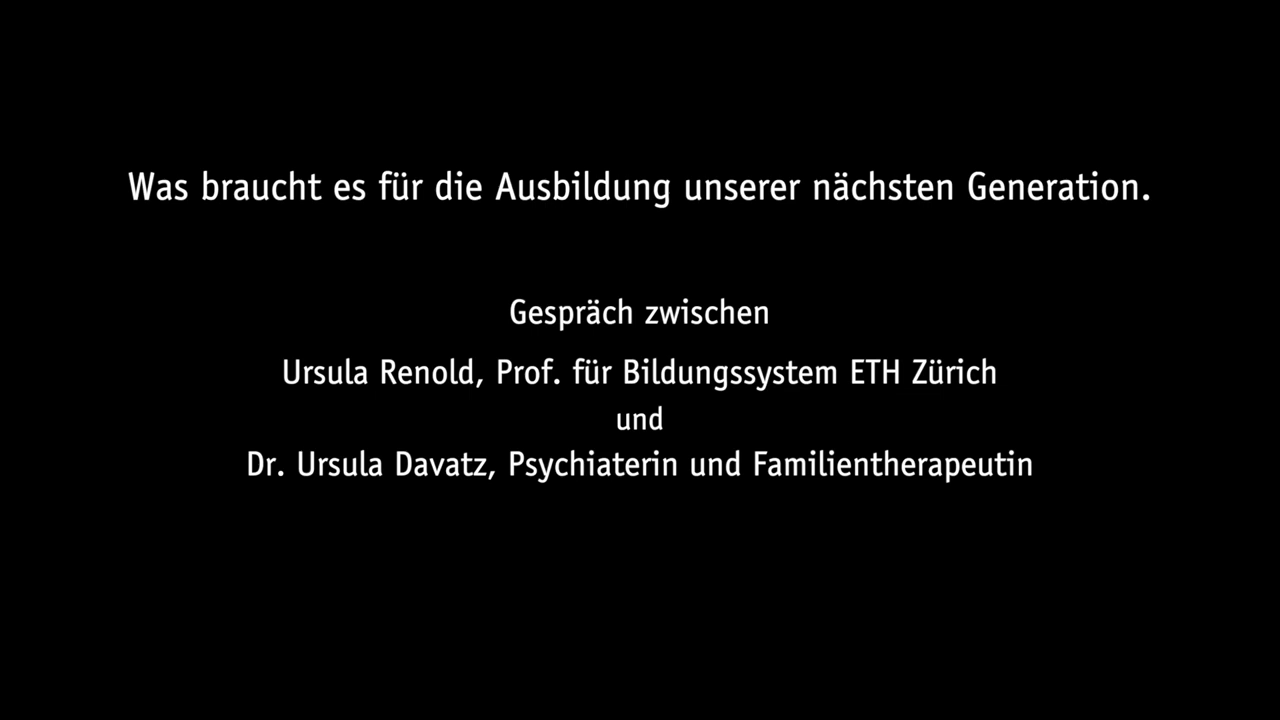 Was braucht es für die Ausbildung unserer nächsten Generation.
Gespräch zwischen
Ursula Renold, Prof. für Bildungssystem ETH Zürich
und
Dr. Ursula Davatz, Psychiaterin und Familientherapeutin